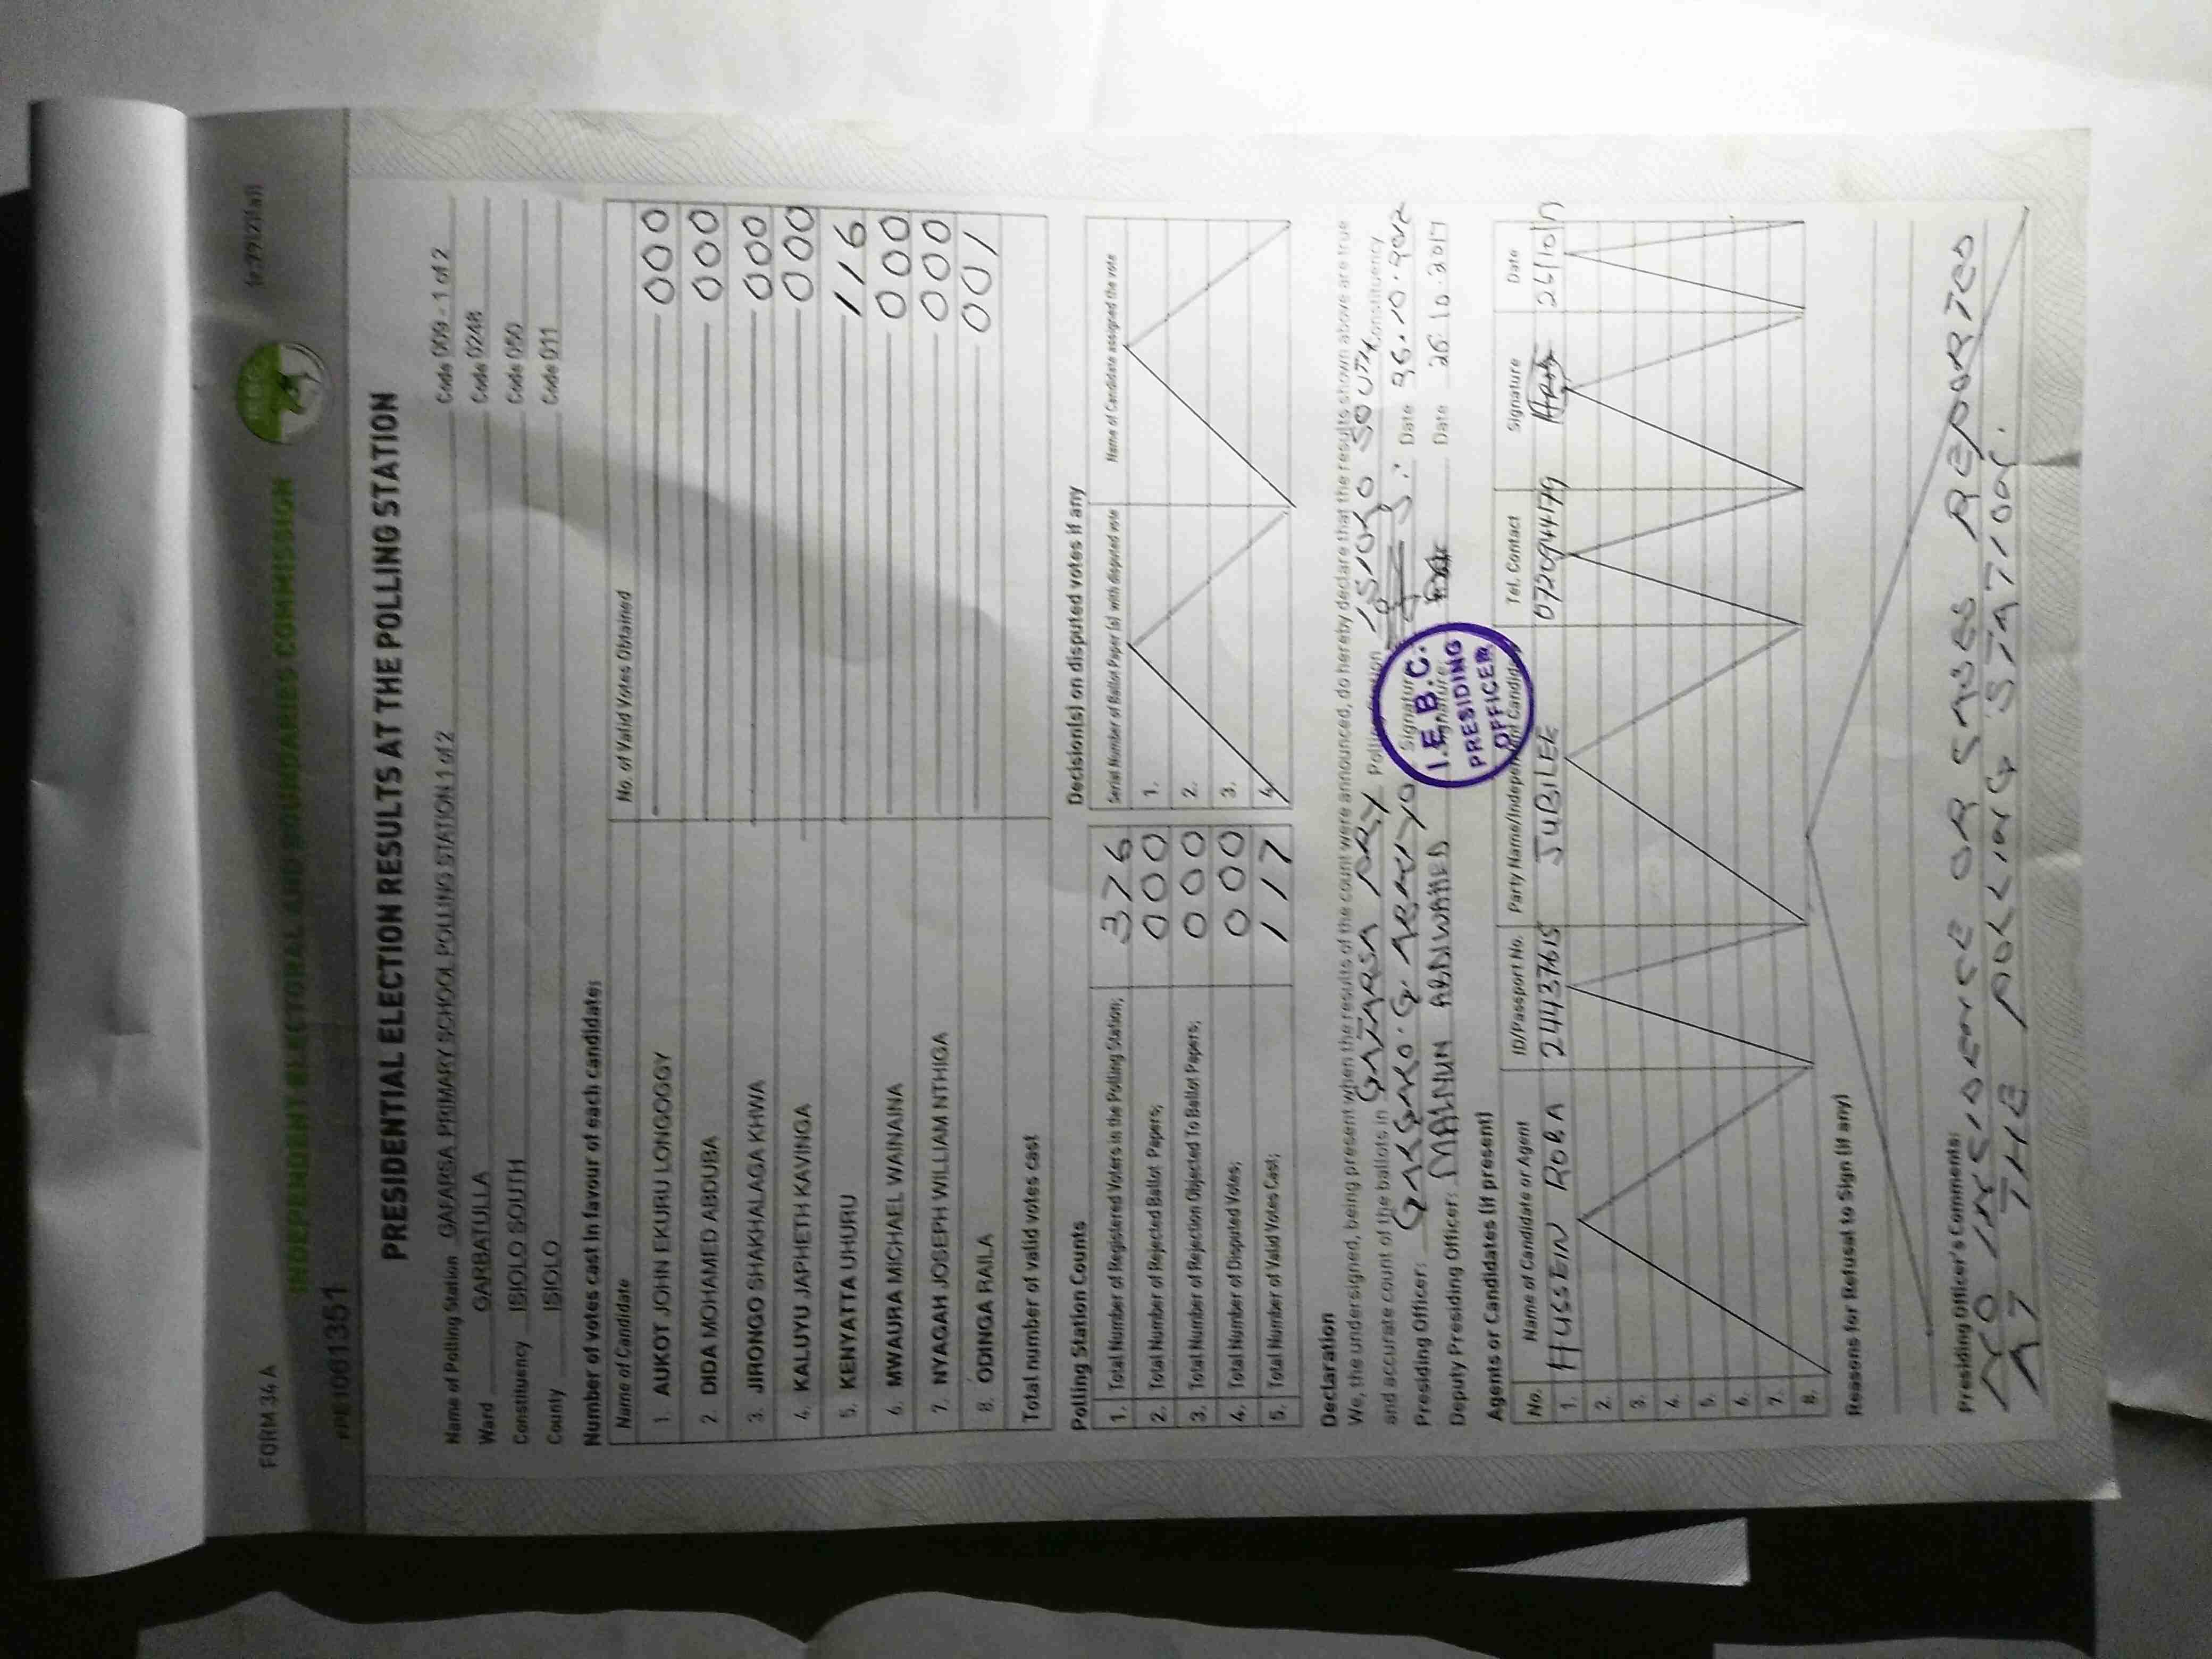 FORM 34 A
INDEPENDENT ELECTORAL AND BOUNDARIES COMMISSION
PRESIDENTIAL ELECTION RESULTS AT THE POLLING STATION
Name of Polling Station GAFARSA PRIMARY SCHOOL POLLING STATION 1 of 2 Code 009 - 1 of 2
Ward GARBATULLA Code 0248
Constituency ISIOLO SOUTH Code 050
County ISIOLO Code 011
Number of votes cast in favour of each candidate:
Name of Candidate No. of Valid Votes Obtained
1. AUKOT JOHN EKURU LONGOGGY 000
2. DIDA MOHAMED ABDUBA 000
3. JIRONGO SHAKHALAGA KHWA 000
4. KALUYU JAPHETH KAVINGA 000
5. KENYATTA UHURU 116
6. MWAURA MICHAEL WAINAINA 000
7. NYAGAH JOSEPH WILLIAM NTHIGA 000
8. ODINGA RAILA 001
Total number of valid votes cast
Polling Station Counts
1. Total Number of Registered Voters in the Polling Station; 376
2. Total Number of Rejected Ballot Papers; 000
3. Total Number of Rejection Objected To Ballot Papers; 000
4. Total Number of Disputed Votes; 000
5. Total Number of Valid Votes Cast; 117
Decision(s) on disputed votes if any
Serial Number of Ballot Paper (s) with disputed vote Name of Candidate assigned the vote
1.
2.
3.
4.
Declaration
We, the undersigned, being present when the results of the count were announced, do hereby declare that the results shown above are true
and accurate count of the ballots in GAFARSA PRY Polling Station ISIOLO SOUTH Constituency
Presiding Officer: Signature Date
Deputy Presiding Officer: ABDIWAHED Signature Date 26.10.2017
I.E.B.C.
PRESIDING
OFFICER
Agents or Candidates (if present)
No. Name of Candidate or Agent ID/Passport No. Party Name/Independent Candidate Tel. Contact Signature Date
1. HUSSEIN ROBA 24437615 JUBILEE 0720944179 26/10/17
2.
3.
4.
5.
6.
7.
8.
Reasons for Refusal to Sign (if any)
Presiding Officer's Comments:
NO INSIDENCE OR CASES REPORTED
AT THE POLLING STATION.